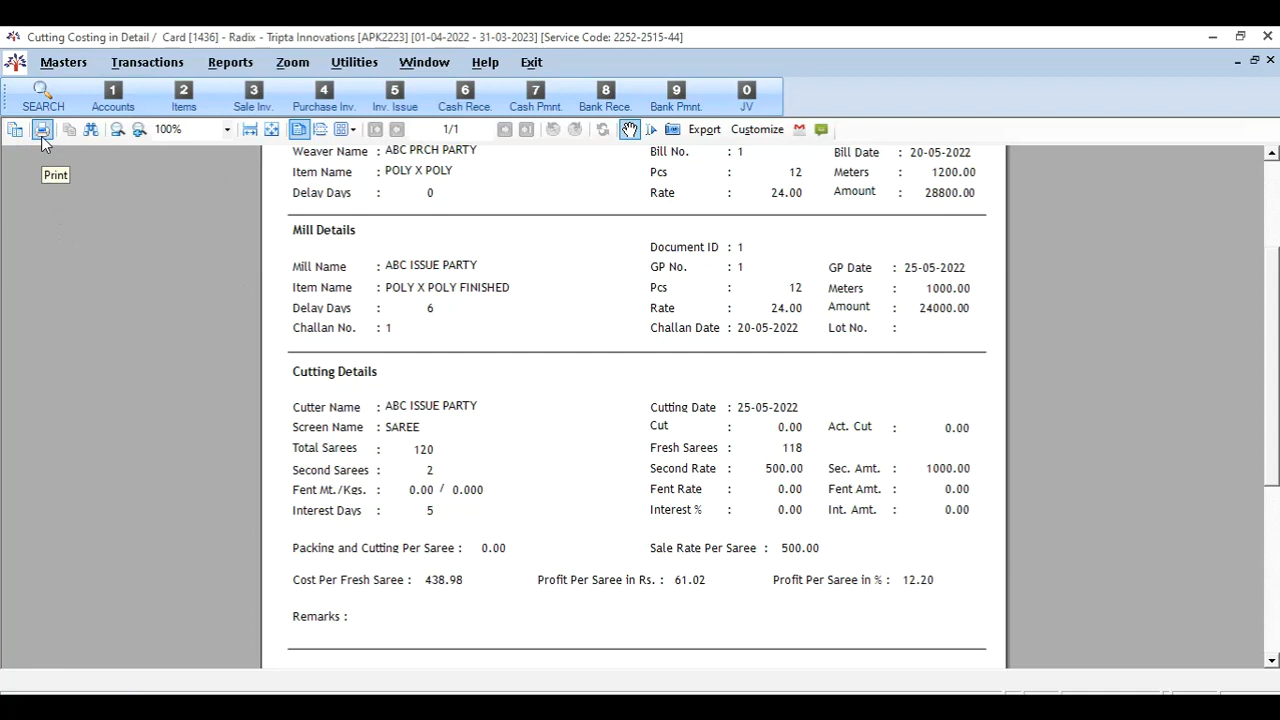 Cutting Costing in Detail / Card [1436] - Radix - Tripta Innovations [APK2223] [01-04-2022 - 31-03-2023] [Service Code: 2252-2515-44]
Masters Transactions Reports Zoom Utilities Window Help Exit
1 2 3 4 5 6 7 8 9 0
SEARCH Accounts Items Sale Inv. Purchase Inv. Inv. Issue Cash Rece. Cash Pmnt. Bank Rece. Bank Pmnt. JV
100% 1/1 Export Customize
Print
Weaver Name : ABC PRCH PARTY Bill No. : 1 Bill Date : 20-05-2022
Item Name : POLY X POLY Pcs : 12 Meters : 1200.00
Delay Days : 0 Rate : 24.00 Amount : 28800.00
Mill Details
Document ID : 1
Mill Name : ABC ISSUE PARTY GP No. : 1 GP Date : 25-05-2022
Item Name : POLY X POLY FINISHED Pcs : 12 Meters : 1000.00
Delay Days : 6 Rate : 24.00 Amount : 24000.00
Challan No. : 1 Challan Date : 20-05-2022 Lot No. :
Cutting Details
Cutter Name : ABC ISSUE PARTY Cutting Date : 25-05-2022
Screen Name : SAREE Cut : 0.00 Act. Cut : 0.00
Total Sarees : 120 Fresh Sarees : 118
Second Sarees : 2 Second Rate : 500.00 Sec. Amt. : 1000.00
Fent Mt./Kgs. : 0.00 / 0.000 Fent Rate : 0.00 Fent Amt. : 0.00
Interest Days : 5 Interest % : 0.00 Int. Amt. : 0.00
Packing and Cutting Per Saree : 0.00 Sale Rate Per Saree : 500.00
Cost Per Fresh Saree : 438.98 Profit Per Saree in Rs. : 61.02 Profit Per Saree in % : 12.20
Remarks :